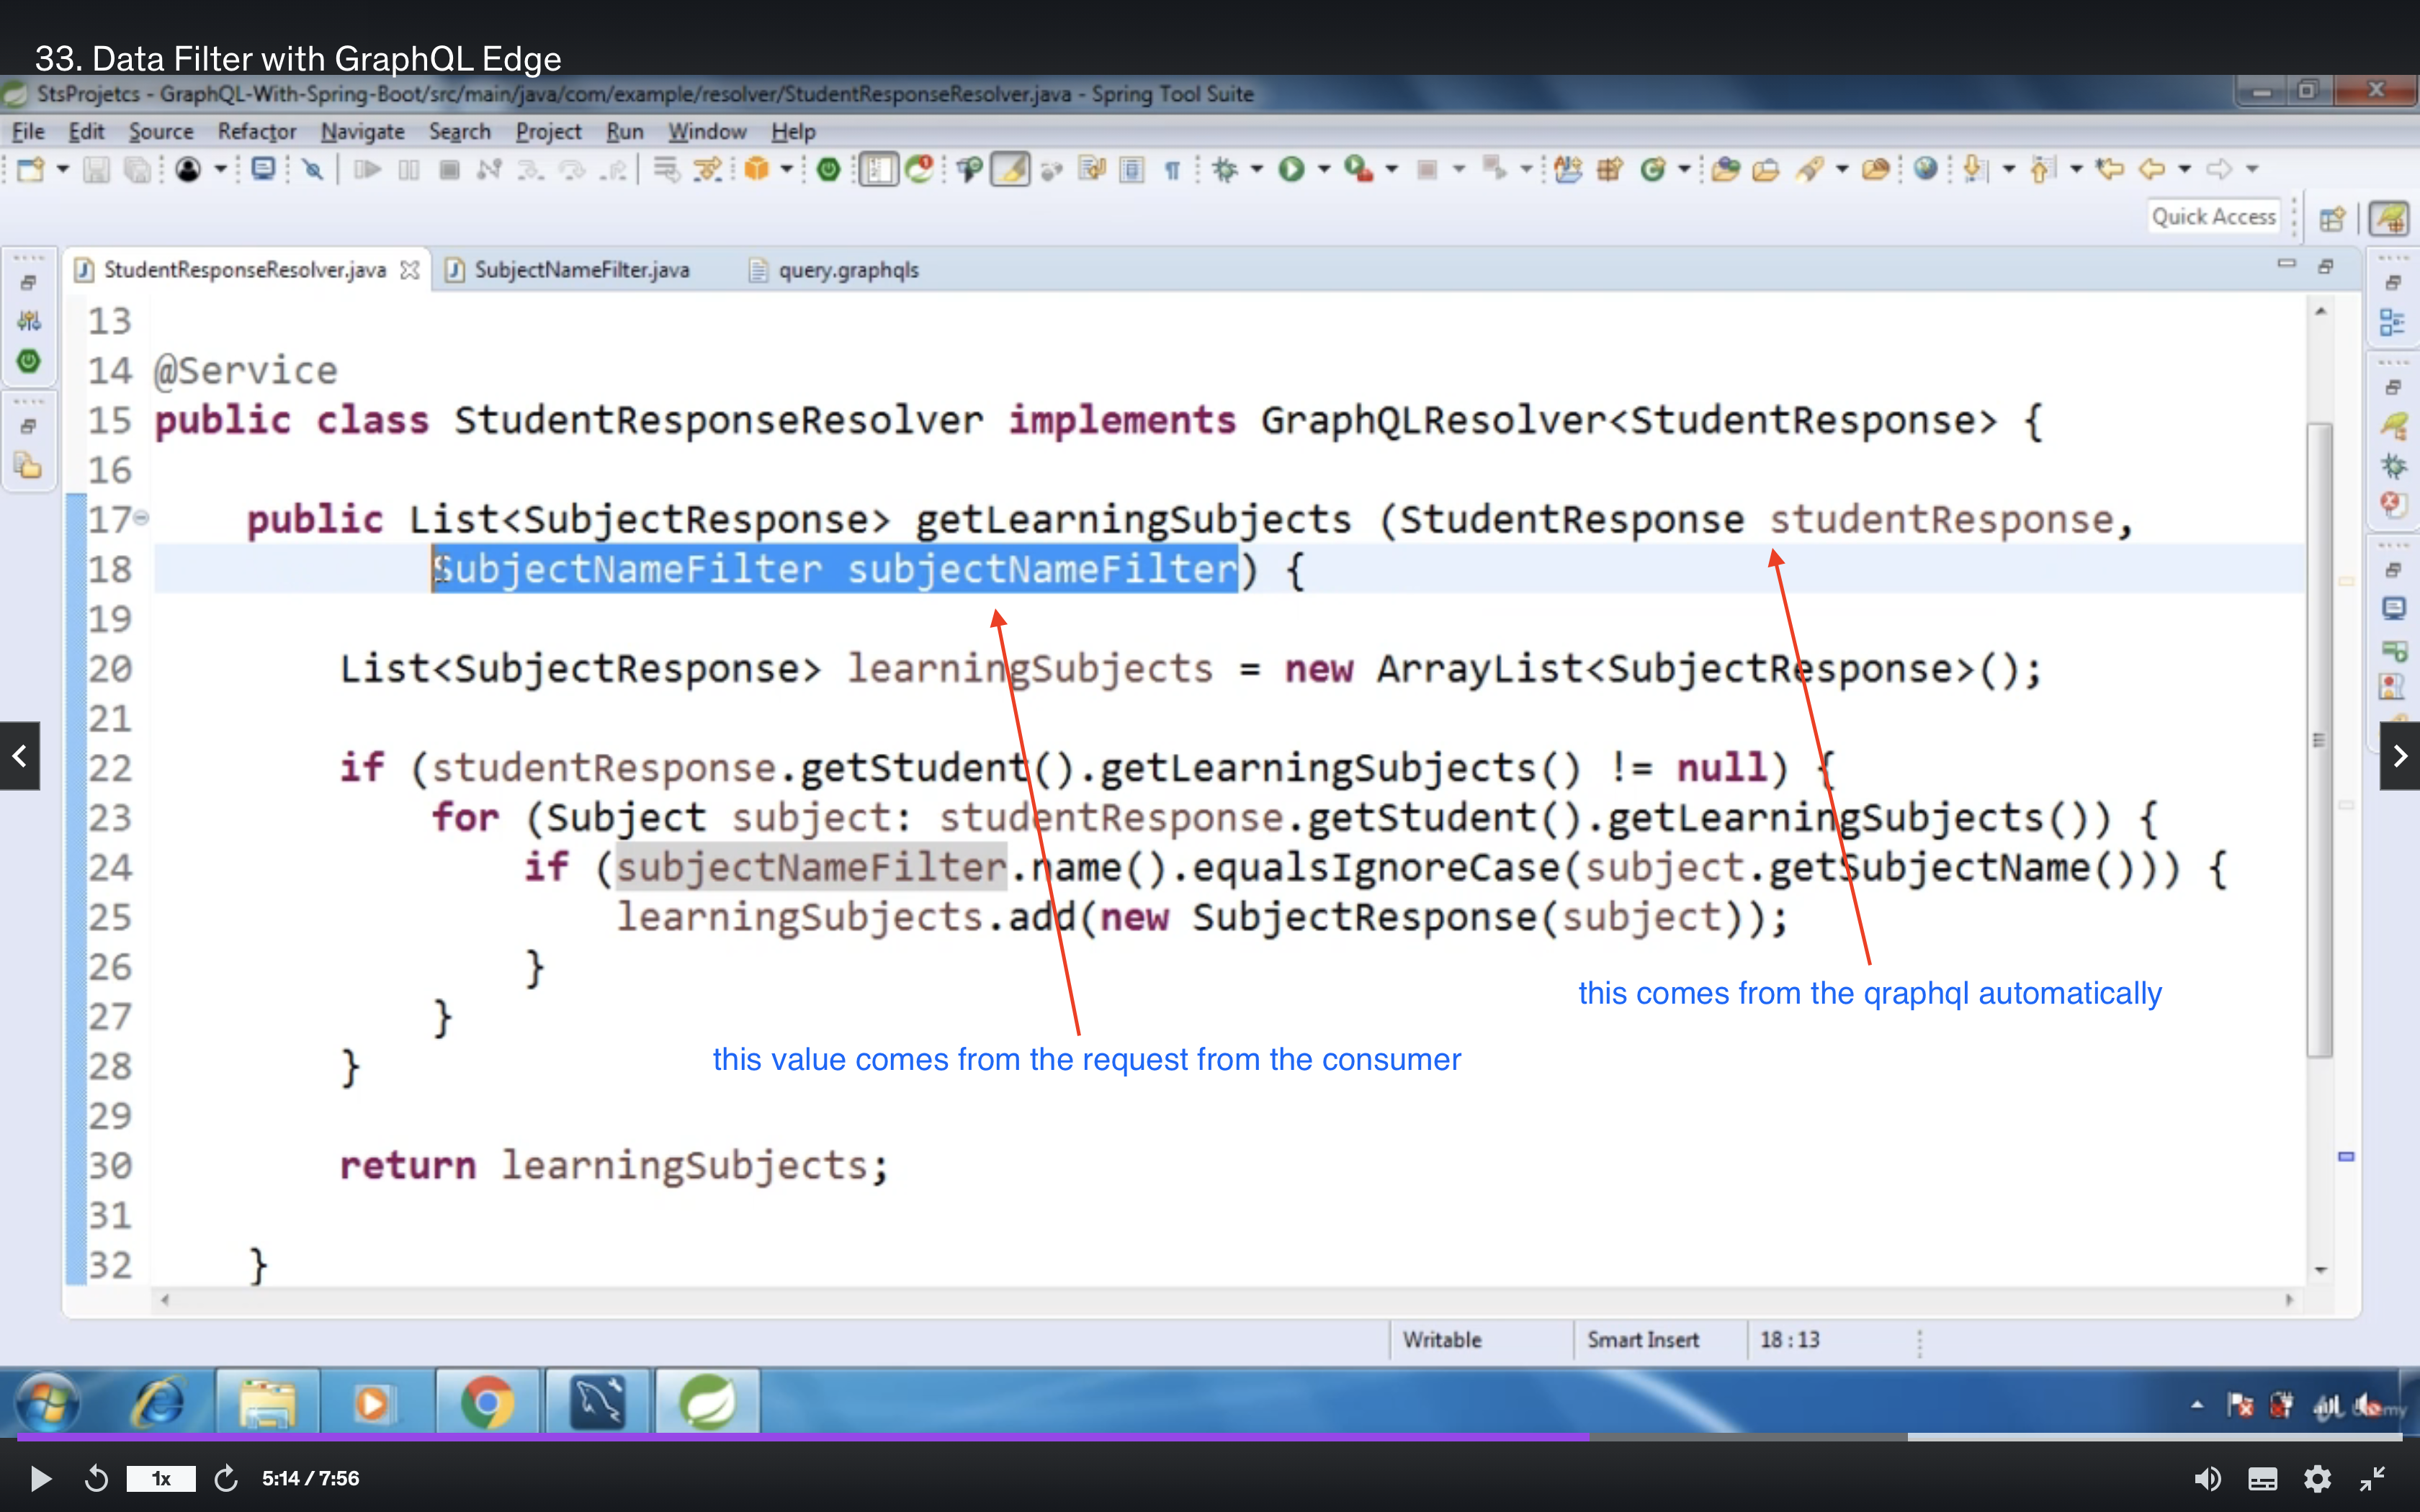 33. Data Filter with GraphQL Edge
StsProjetcs - GraphQL-With-Spring-Boot/src/main/java/com/example/resolver/StudentResponseResolver.java - Spring Tool Suite
File Edit Source Refactor Navigate Search Project Run Window Help
Quick Access
StudentResponseResolver.java SubjectNameFilter.java query.graphqls
13
14 @Service
15 public class StudentResponseResolver implements GraphQLResolver<StudentResponse> {
16
17 public List<SubjectResponse> getLearningSubjects (StudentResponse studentResponse,
18 SubjectNameFilter subjectNameFilter) {
19
20 List<SubjectResponse> learningSubjects = new ArrayList<SubjectResponse>();
21
22 if (studentResponse.getStudent().getLearningSubjects() != null) {
23 for (Subject subject: studentResponse.getStudent().getLearningSubjects()) {
24 if (subjectNameFilter.name().equalsIgnoreCase(subject.getSubjectName())) {
25 learningSubjects.add(new SubjectResponse(subject));
26 }
this comes from the qraphql automatically
27 }
this value comes from the request from the consumer
28 }
29
30 return learningSubjects;
31
32 }
Writable Smart Insert 18 : 13
1x 5:14 / 7:56